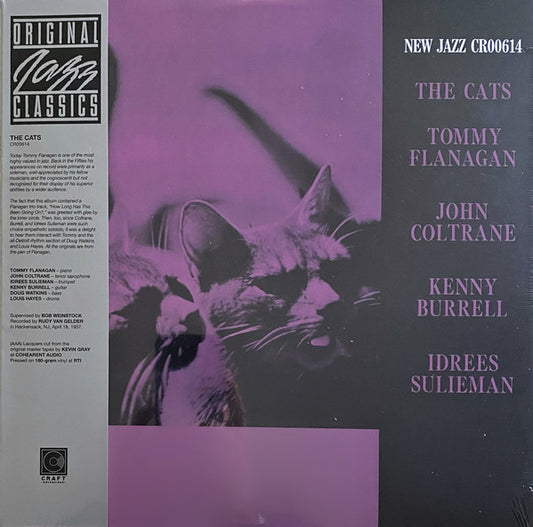 ORIGINAL
Jazz
CLASSICS
THE CATS
CR00614
Today Tommy Flanagan is one of the most
highly valued in jazz. Back in the Fifties his
appearances on record were primarily as a
sideman, well-appreciated by his fellow
musicians and the cognoscenti but not
recognized for their display of his superior
abilities by a wider audience.
The fact that this album contained a
Flanagan trio track, "How Long Has This
Been Going On?," was greeted with glee by
the inner circle. Then, too, since Coltrane,
Burrell, and Idrees Sulieman were such
choice empathetic soloists, it was a delight
to hear them interact with Tommy and the
all-Detroit rhythm section of Doug Watkins
and Louis Hayes. All the originals are from
the pen of Flanagan.
TOMMY FLANAGAN – piano
JOHN COLTRANE – tenor saxophone
IDREES SULIEMAN – trumpet
KENNY BURRELL – guitar
DOUG WATKINS – bass
LOUIS HAYES – drums
Supervised by BOB WEINSTOCK
Recorded by RUDY VAN GELDER
in Hackensack, NJ, April 18, 1957.
(AAA) Lacquers cut from the
original master tapes by KEVIN GRAY
at COHEARENT AUDIO
Pressed on 180-gram vinyl at RTI
CRAFT
RECORDINGS
NEW JAZZ CR00614
THE CATS
TOMMY
FLANAGAN
JOHN
COLTRANE
KENNY
BURRELL
IDREES
SULIEMAN